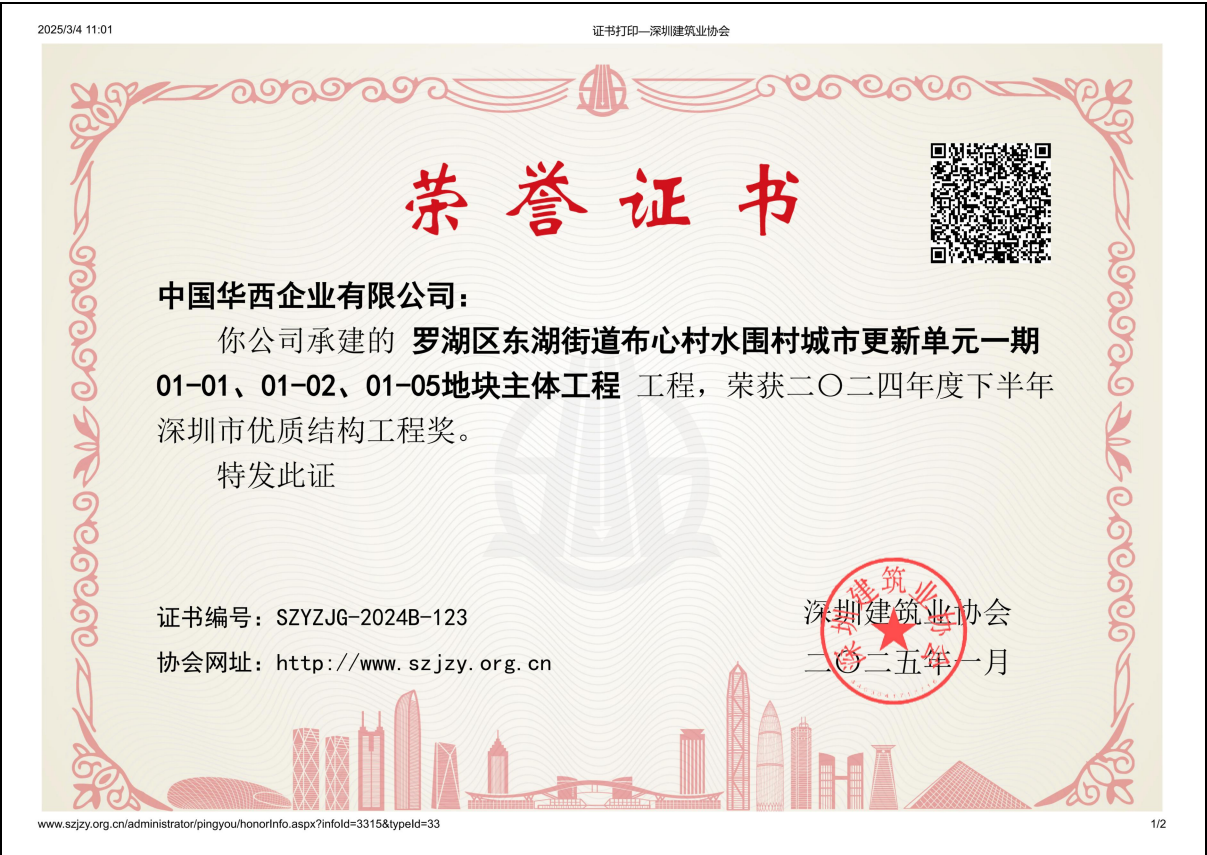 2025/3/4 11:01
证书打印—深圳建筑业协会
荣誉证书
中国华西企业有限公司：
你公司承建的 罗湖区东湖街道布心村水围村城市更新单元一期
01-01、01-02、01-05地块主体工程 工程，荣获二〇二四年度下半年
深圳市优质结构工程奖。
特发此证
证书编号：SZYZJG-2024B-123
深圳建筑业协会
协会网址：http://www.szjzy.org.cn
二〇二五年一月
深圳建筑业协会
www.szjzy.org.cn/administrator/pingyou/honorInfo.aspx?infoId=3315&typeId=33
1/2